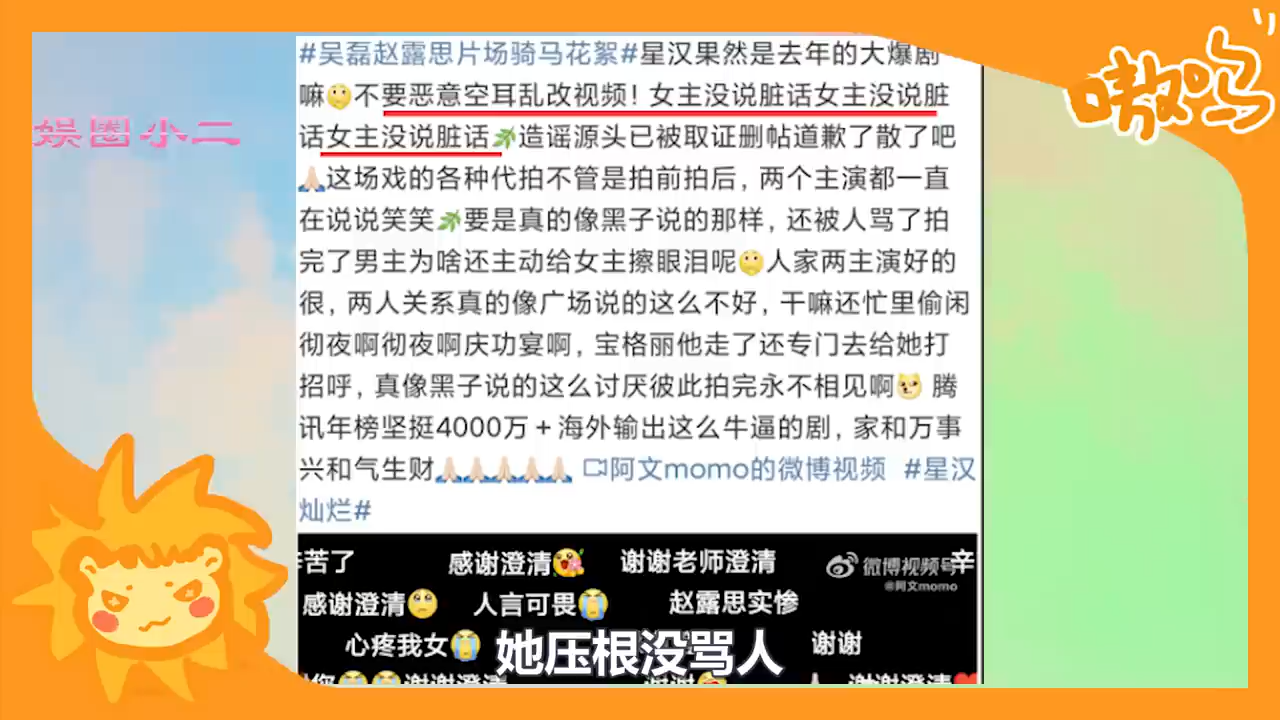 嗷呜
娱圈小二
#吴磊赵露思片场骑马花絮#星汉果然是去年的大爆剧
嘛🤔不要恶意空耳乱改视频！女主没说脏话女主没说脏
话女主没说脏话🌿造谣源头已被取证删帖道歉了散了吧
🙏这场戏的各种代拍不管是拍前拍后，两个主演都一直
在说说笑笑🌿要是真的像黑子说的那样，还被人骂了拍
完了男主为啥还主动给女主擦眼泪呢🤔人家两主演好的
很，两人关系真的像广场说的这么不好，干嘛还忙里偷闲
彻夜啊彻夜啊庆功宴啊，宝格丽他走了还专门去给她打
招呼，真像黑子说的这么讨厌彼此拍完永不相见啊 腾
讯年榜坚挺4000万+海外输出这么牛逼的剧，家和万事
兴和气生财🙏🙏🙏🙏🙏 阿文momo的微博视频 #星汉
灿烂#
辛苦了 感谢澄清 谢谢老师澄清 微博视频号 辛
@阿文momo
感谢澄清🥺 人言可畏😭 赵露思实惨
心疼我女😭 谢谢
她压根没骂人
谢谢澄清 谢谢 谢谢澄清